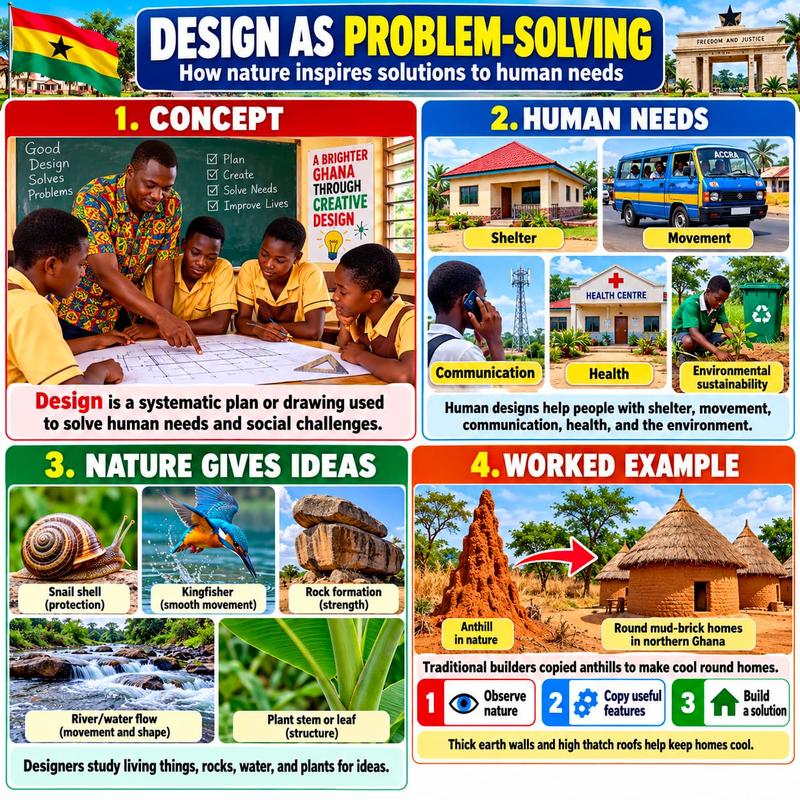 DESIGN AS PROBLEM-SOLVING
How nature inspires solutions to human needs
FREEDOM AND JUSTICE
1. CONCEPT
Good
Design
Solves
Problems
☑ Plan
☑ Create
☑ Solve Needs
☑ Improve Lives
A BRIGHTER
GHANA
THROUGH
CREATIVE
DESIGN
Design is a systematic plan or drawing used
to solve human needs and social challenges.
2. HUMAN NEEDS
Shelter
ACCRA
Movement
Communication
HEALTH CENTRE
Health
Environmental
sustainability
Human designs help people with shelter, movement,
communication, health, and the environment.
3. NATURE GIVES IDEAS
Snail shell
(protection)
Kingfisher
(smooth movement)
Rock formation
(strength)
River/water flow
(movement and shape)
Plant stem or leaf
(structure)
Designers study living things, rocks, water, and plants for ideas.
4. WORKED EXAMPLE
Anthill
in nature
Round mud-brick homes
in northern Ghana
Traditional builders copied anthills to make cool round homes.
1 Observe
nature
2 Copy useful
features
3 Build
a solution
Thick earth walls and high thatch roofs help keep homes cool.